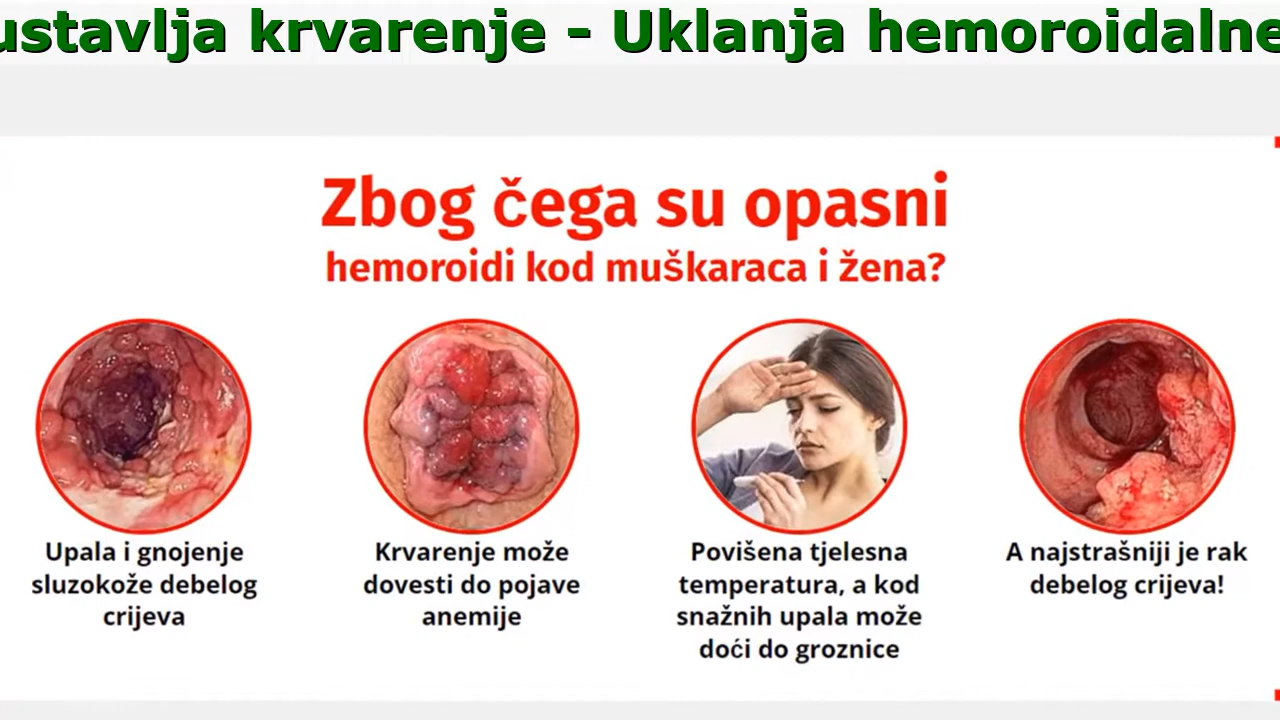 ustavlja krvarenje - Uklanja hemoroidalne
Zbog čega su opasni
hemoroidi kod muškaraca i žena?
Upala i gnojenje
sluzokože debelog
crijeva
Krvarenje može
dovesti do pojave
anemije
Povišena tjelesna
temperatura, a kod
snažnih upala može
doći do groznice
A najstrašniji je rak
debelog crijeva!